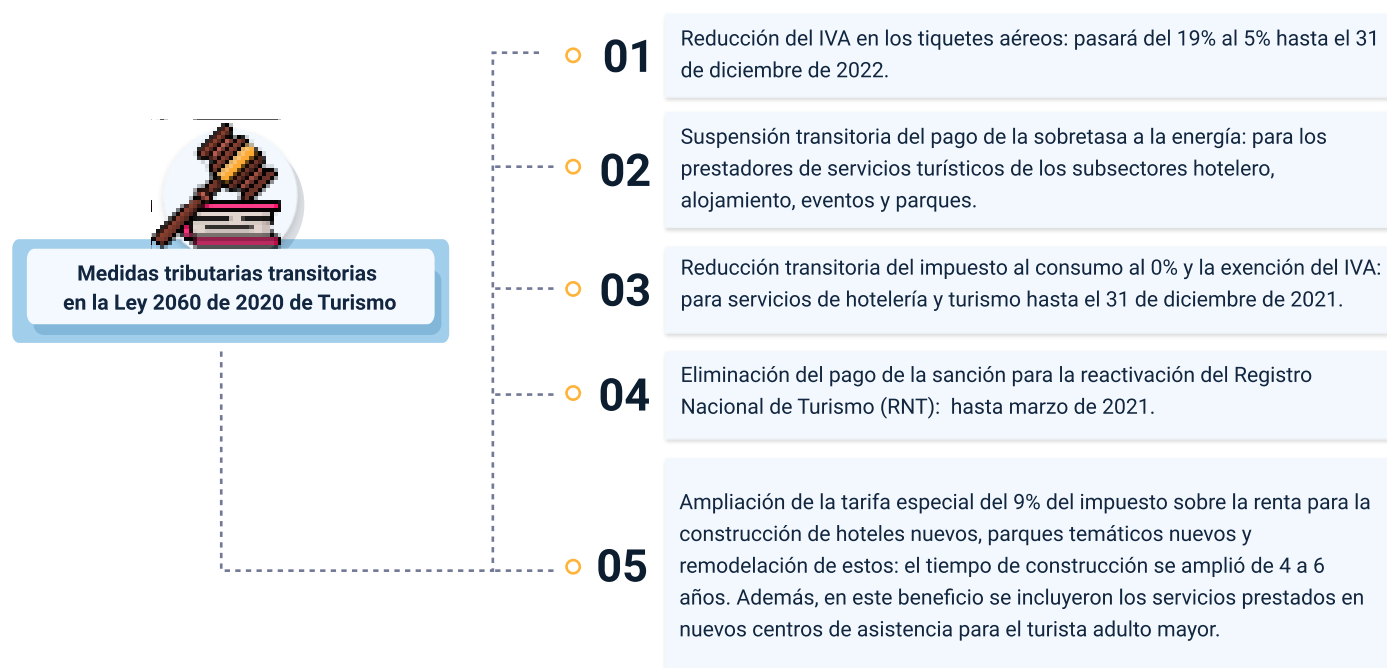 Medidas tributarias transitorias
en la Ley 2060 de 2020 de Turismo
01
Reducción del IVA en los tiquetes aéreos: pasará del 19% al 5% hasta el 31
de diciembre de 2022.
02
Suspensión transitoria del pago de la sobretasa a la energía: para los
prestadores de servicios turísticos de los subsectores hotelero,
alojamiento, eventos y parques.
03
Reducción transitoria del impuesto al consumo al 0% y la exención del IVA:
para servicios de hotelería y turismo hasta el 31 de diciembre de 2021.
04
Eliminación del pago de la sanción para la reactivación del Registro
Nacional de Turismo (RNT):  hasta marzo de 2021.
05
Ampliación de la tarifa especial del 9% del impuesto sobre la renta para la
construcción de hoteles nuevos, parques temáticos nuevos y
remodelación de estos: el tiempo de construcción se amplió de 4 a 6
años. Además, en este beneficio se incluyeron los servicios prestados en
nuevos centros de asistencia para el turista adulto mayor.